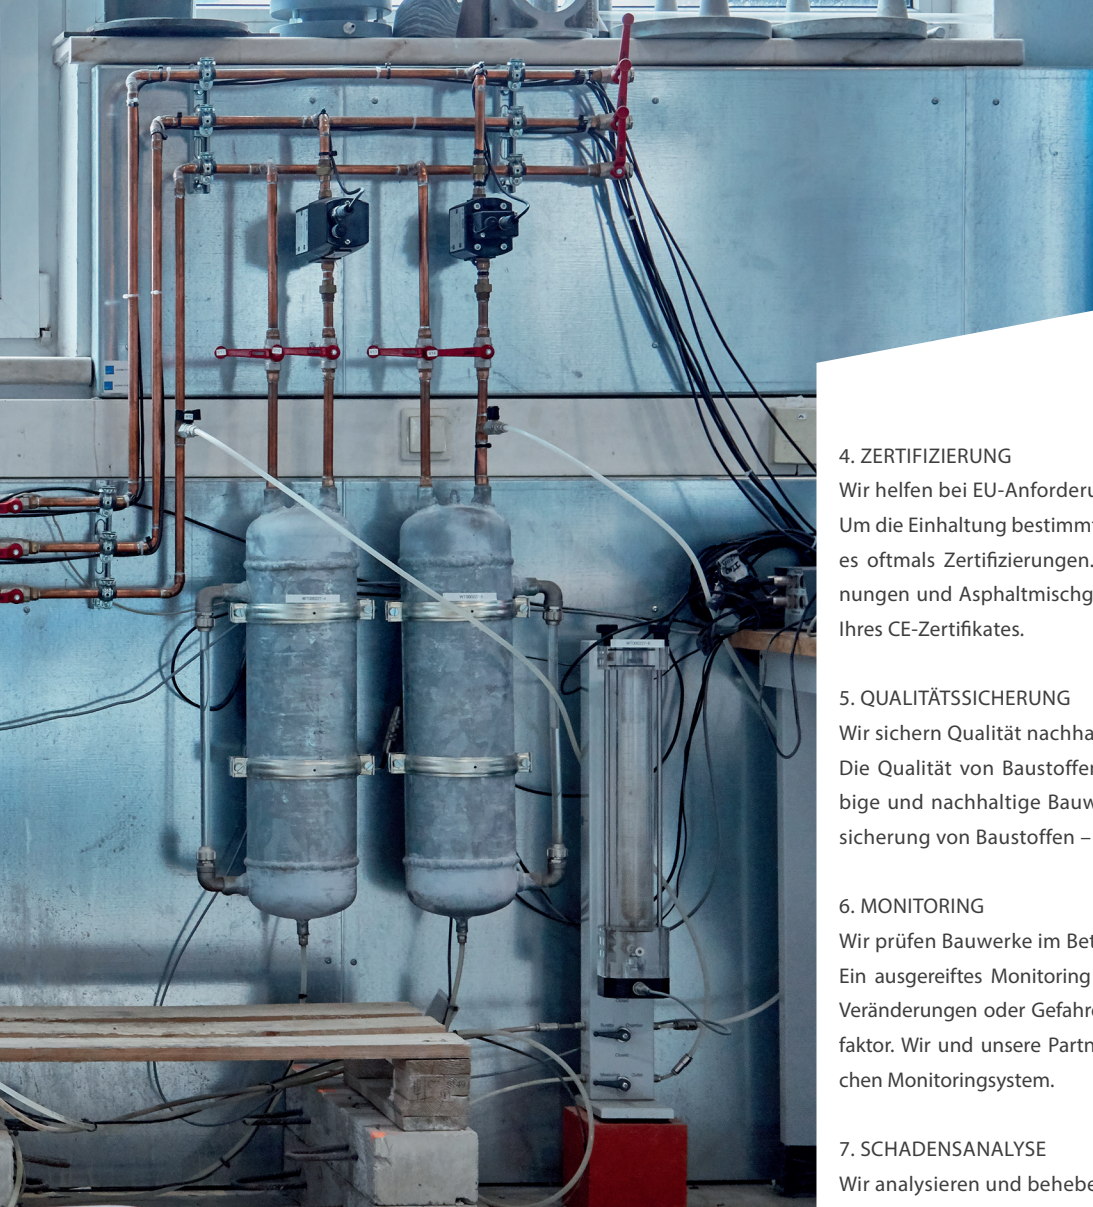 4. ZERTIFIZIERUNG
Wir helfen bei EU-Anforderu
Um die Einhaltung bestimmt
es oftmals Zertifizierungen.
nungen und Asphaltmischg
Ihres CE-Zertifikates.
5. QUALITÄTSSICHERUNG
Wir sichern Qualität nachha
Die Qualität von Baustoffen
bige und nachhaltige Bauw
sicherung von Baustoffen –
6. MONITORING
Wir prüfen Bauwerke im Bet
Ein ausgereiftes Monitoring
Veränderungen oder Gefahre
faktor. Wir und unsere Partn
chen Monitoringsystem.
7. SCHADENSANALYSE
Wir analysieren und behebe